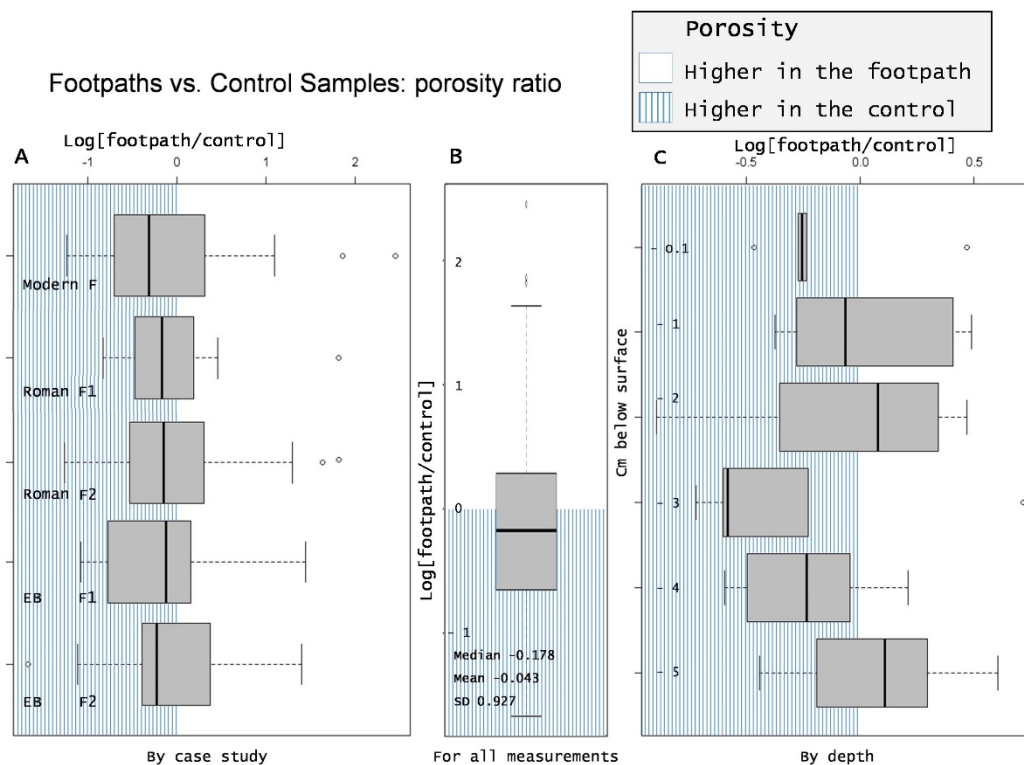 Porosity
Higher in the footpath
Higher in the control
Footpaths vs. Control Samples: porosity ratio
A
Log[footpath/control]
-1 0 1 2
Modern F
Roman F1
Roman F2
EB F1
EB F2
By case study
B
Log[footpath/control]
2
1
0
- 1
Median -0.178
Mean -0.043
SD 0.927
For all measurements
C
Log[footpath/control]
-0.5 0.0 0.5
Cm below surface
- 0.1
- 1
- 2
- 3
- 4
- 5
By depth